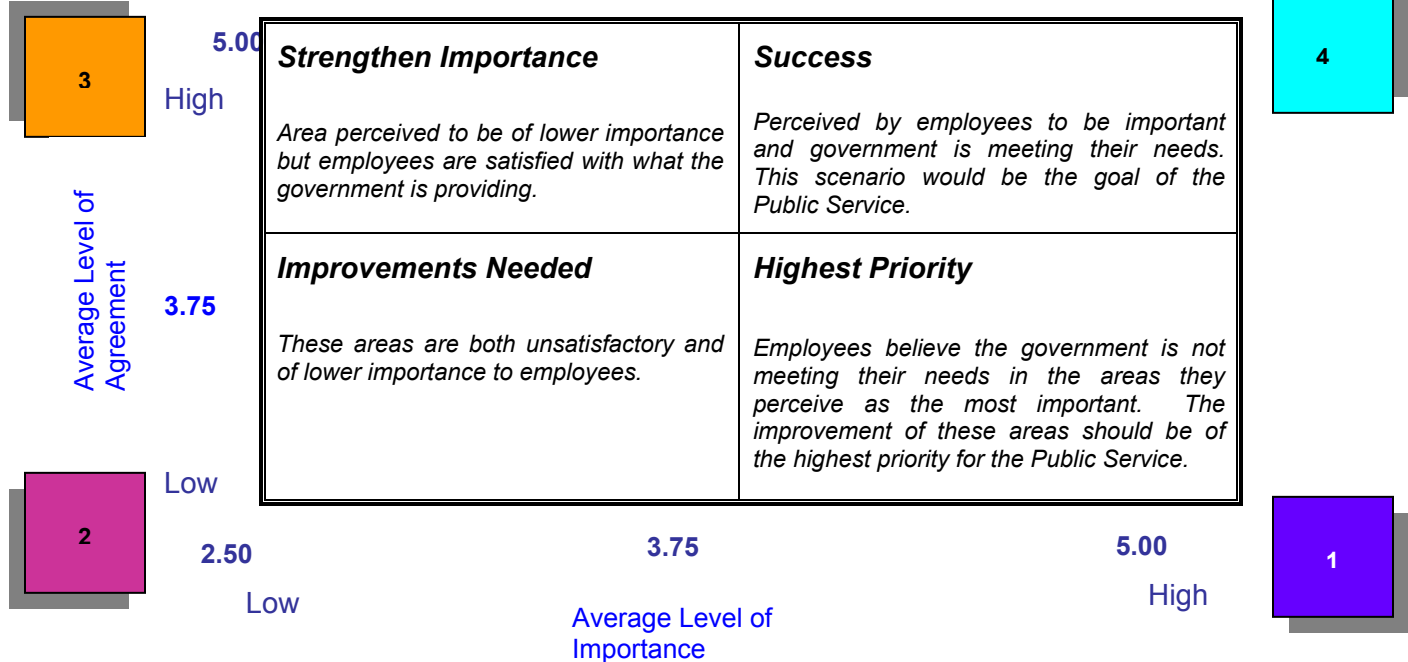 3
5.00
High
Strengthen Importance
Area perceived to be of lower importance
but employees are satisfied with what the
government is providing.
Success
Perceived by employees to be important
and government is meeting their needs.
This scenario would be the goal of the
Public Service.
4
Average Level of
Agreement
3.75
Improvements Needed
These areas are both unsatisfactory and
of lower importance to employees.
Highest Priority
Employees believe the government is not
meeting their needs in the areas they
perceive as the most important. The
improvement of these areas should be of
the highest priority for the Public Service.
Low
2
2.50
3.75
5.00
1
Low
High
Average Level of
Importance